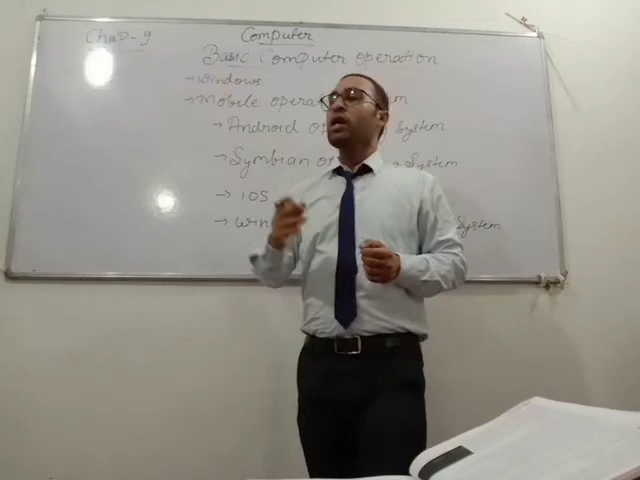 Chap-9
Computer
Basic Computer operation
- windows
→ Mobile
→ Android System
→ Symbian System
→ IOS
→ System